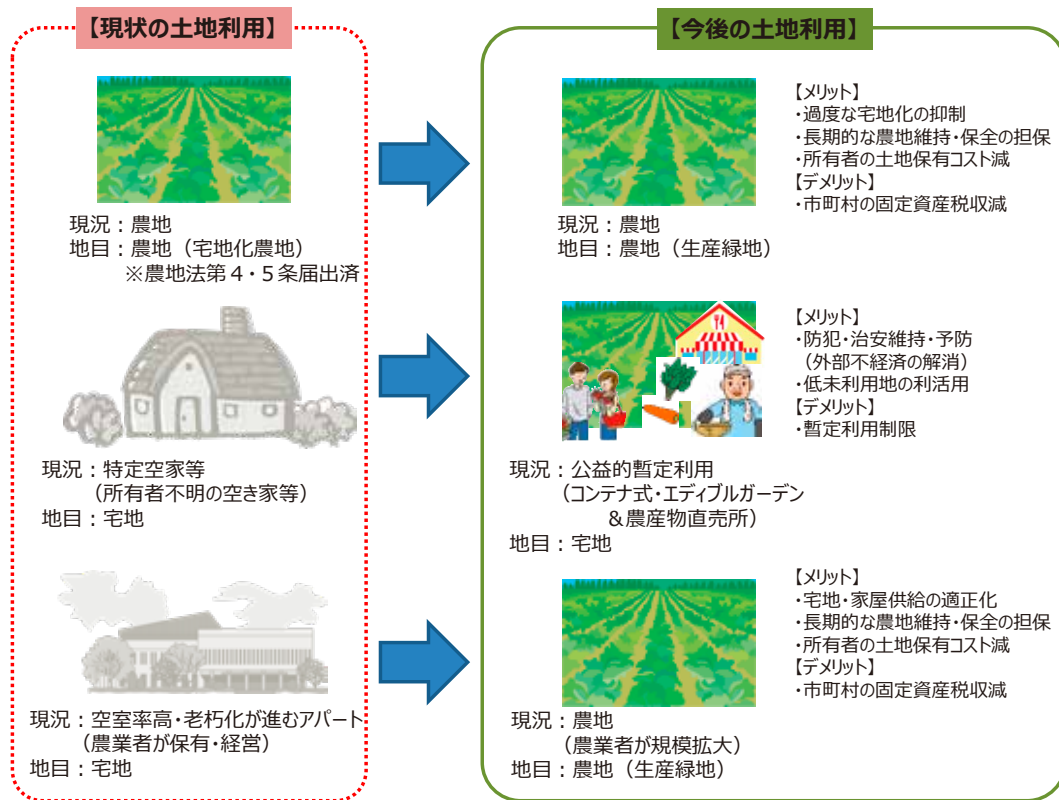 【現状の土地利用】
【今後の土地利用】
現況：農地
地目：農地（宅地化農地）
※農地法第４・５条届出済
現況：農地
地目：農地（生産緑地）
【メリット】
・過度な宅地化の抑制
・長期的な農地維持・保全の担保
・所有者の土地保有コスト減
【デメリット】
・市町村の固定資産税収減
現況：特定空家等
（所有者不明の空き家等）
地目：宅地
現況：公益的暫定利用
（コンテナ式・エディブルガーデン
＆農産物直売所）
地目：宅地
【メリット】
・防犯・治安維持・予防
（外部不経済の解消）
・低未利用地の利活用
【デメリット】
・暫定利用制限
現況：空室率高・老朽化が進むアパート
（農業者が保有・経営）
地目：宅地
現況：農地
（農業者が規模拡大）
地目：農地（生産緑地）
【メリット】
・宅地・家屋供給の適正化
・長期的な農地維持・保全の担保
・所有者の土地保有コスト減
【デメリット】
・市町村の固定資産税収減